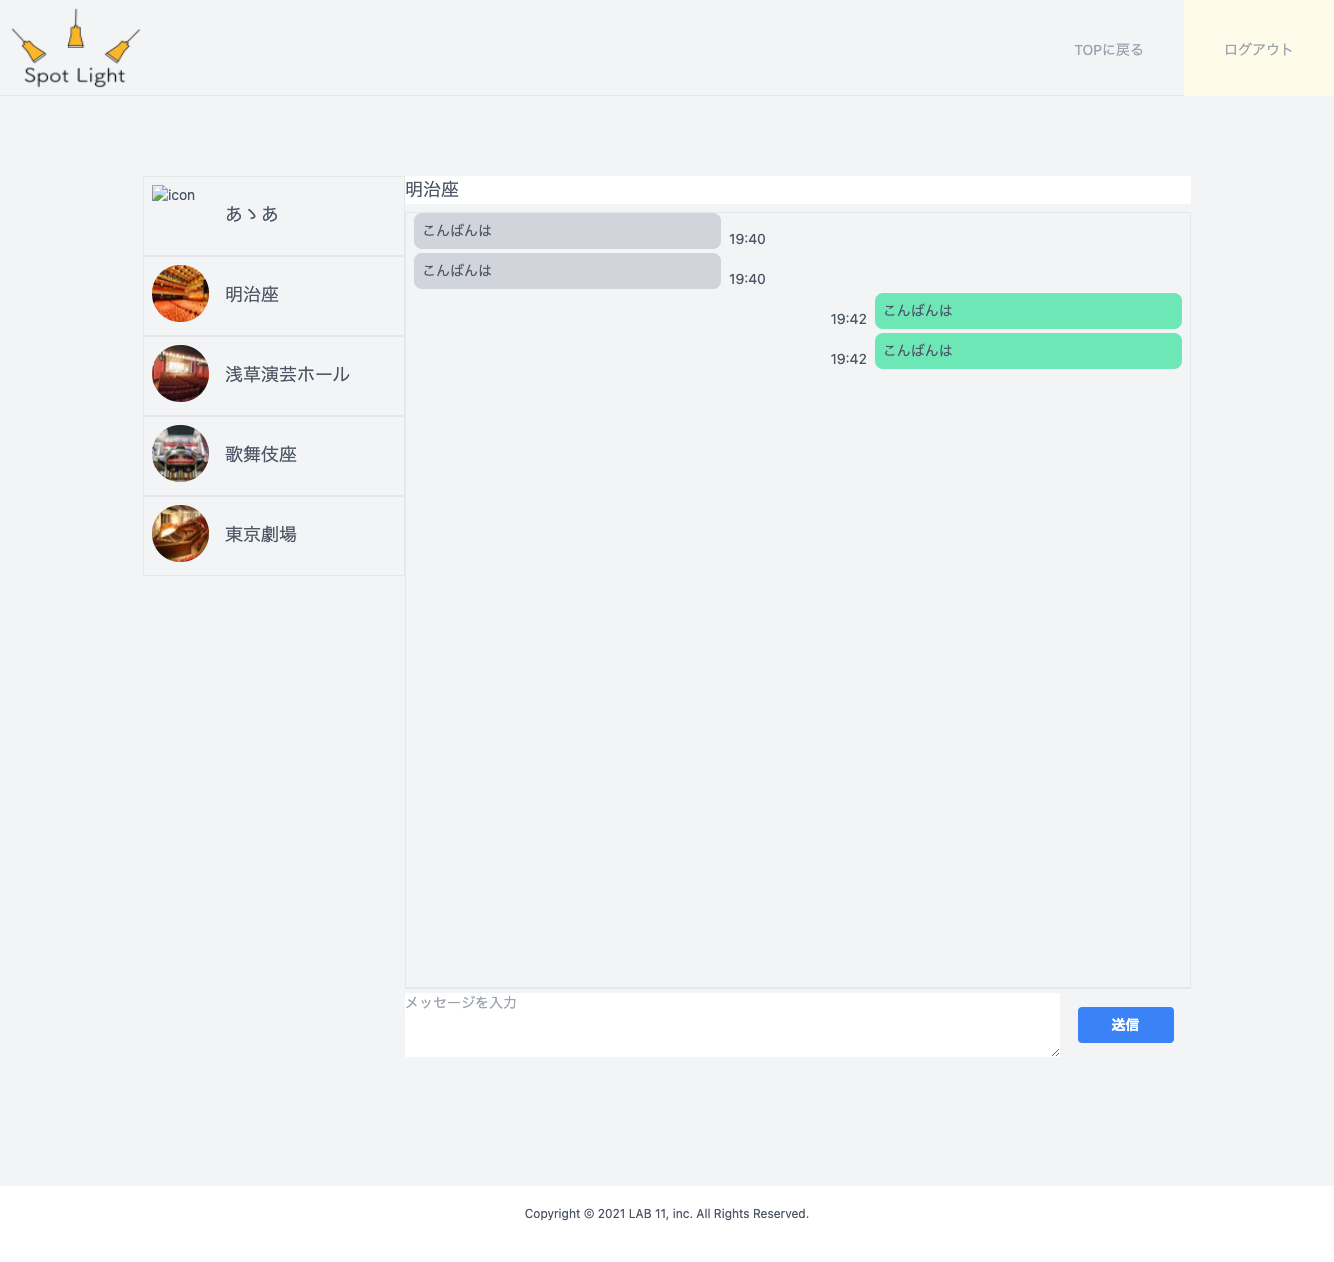 Spot Light
TOPに戻る
ログアウト
icon
あゝあ
明治座
浅草演芸ホール
歌舞伎座
東京劇場
明治座
こんばんは
19:40
こんばんは
19:40
19:42
こんばんは
19:42
こんばんは
メッセージを入力
送信
Copyright © 2021 LAB 11, inc. All Rights Reserved.